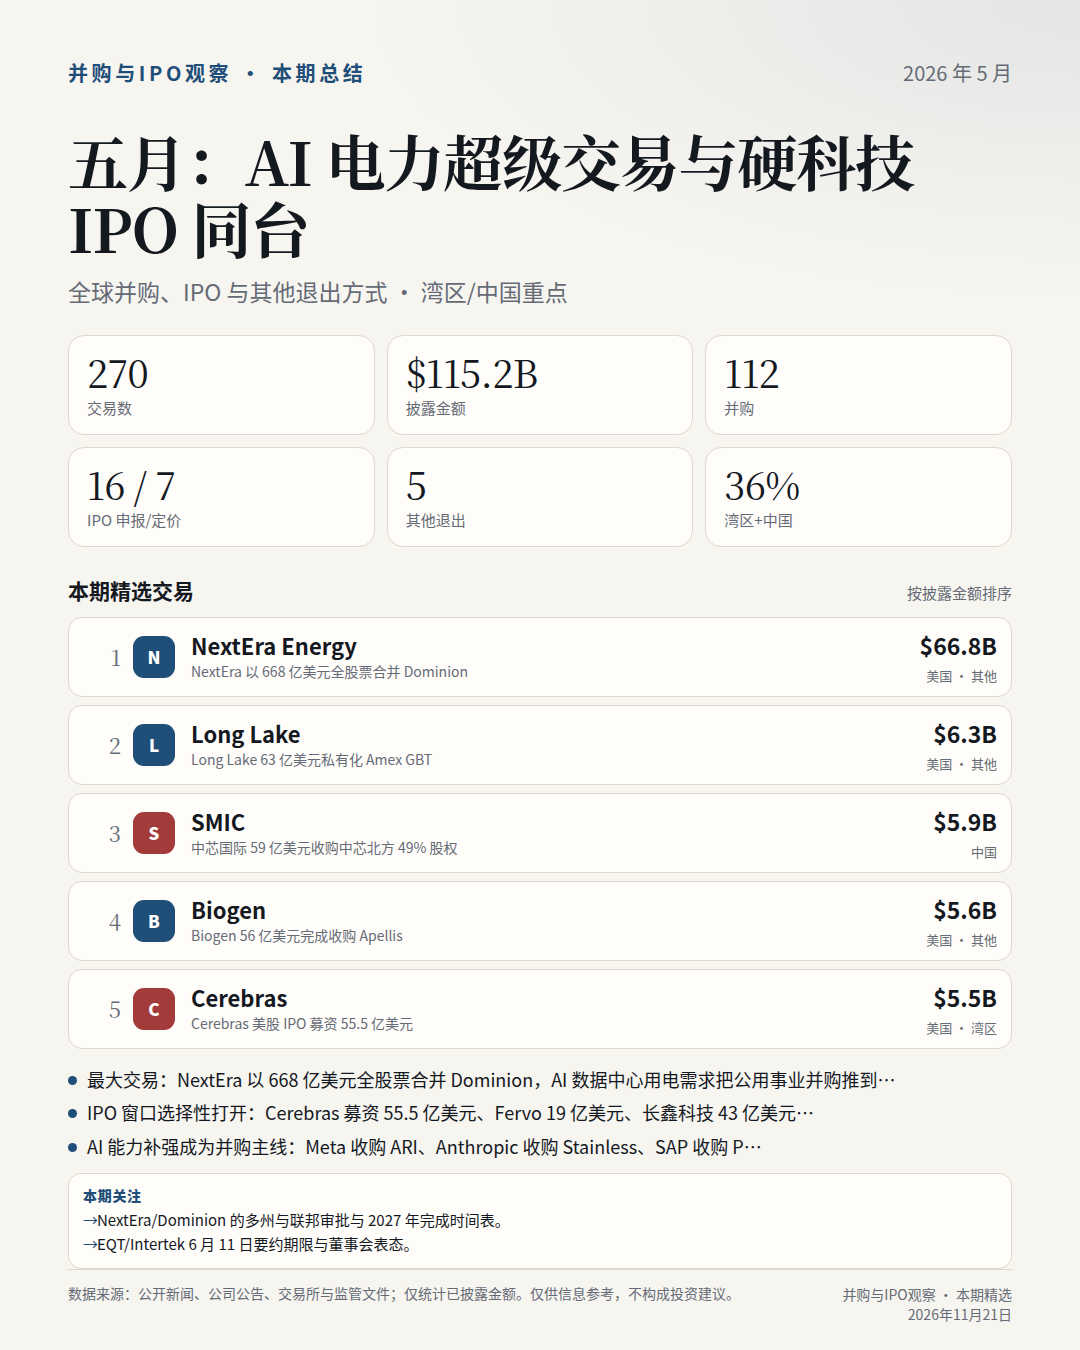 并购与IPO观察 · 本期总结
2026 年 5 月
五月：AI 电力超级交易与硬科技
IPO 同台
全球并购、IPO 与其他退出方式 · 湾区/中国重点
270
交易数
$115.2B
披露金额
112
并购
16 / 7
IPO 申报/定价
5
其他退出
36%
湾区+中国
本期精选交易
按披露金额排序
1
N
NextEra Energy
NextEra 以 668 亿美元全股票合并 Dominion
$66.8B
美国 · 其他
2
L
Long Lake
Long Lake 63 亿美元私有化 Amex GBT
$6.3B
美国 · 其他
3
S
SMIC
中芯国际 59 亿美元收购中芯北方 49% 股权
$5.9B
中国
4
B
Biogen
Biogen 56 亿美元完成收购 Apellis
$5.6B
美国 · 其他
5
C
Cerebras
Cerebras 美股 IPO 募资 55.5 亿美元
$5.5B
美国 · 湾区
最大交易：NextEra 以 668 亿美元全股票合并 Dominion，AI 数据中心用电需求把公用事业并购推到…
IPO 窗口选择性打开：Cerebras 募资 55.5 亿美元、Fervo 19 亿美元、长鑫科技 43 亿美元…
AI 能力补强成为并购主线：Meta 收购 ARI、Anthropic 收购 Stainless、SAP 收购 P…
本期关注
→NextEra/Dominion 的多州与联邦审批与 2027 年完成时间表。
→EQT/Intertek 6 月 11 日要约期限与董事会表态。
数据来源：公开新闻、公司公告、交易所与监管文件；仅统计已披露金额。仅供信息参考，不构成投资建议。
并购与IPO观察 · 本期精选
2026年11月21日